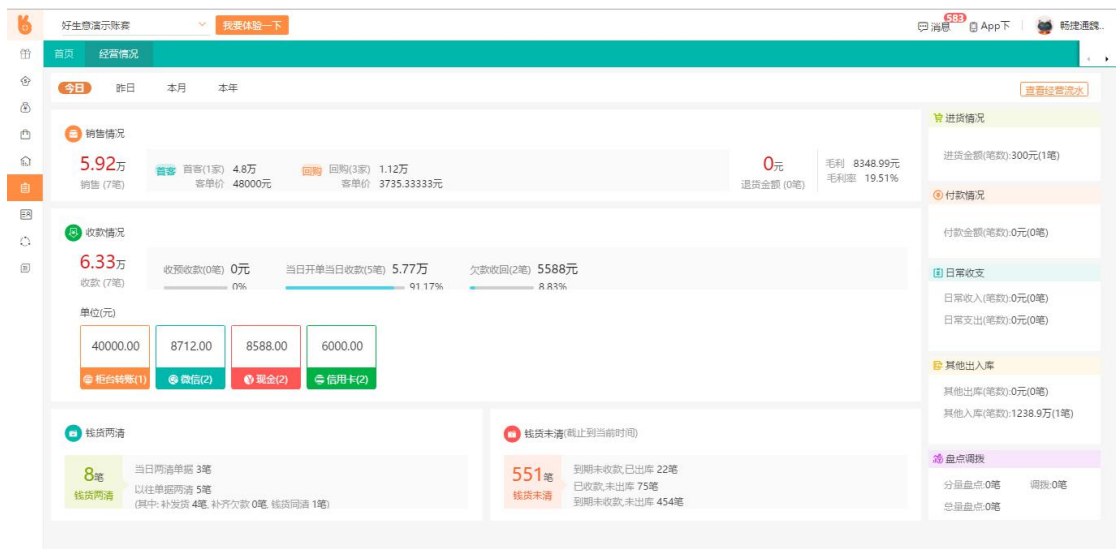 好生意演示账套
我要体验一下
消息 583
App下
畅捷通魏..
首页
经营情况
今日
昨日
本月
本年
查看经营流水
销售情况
5.92万
销售 (7笔)
首客 首客(1家) 4.8万
客单价 48000元
回购 回购(3家) 1.12万
客单价 3735.33333元
0元
退货金额 (0笔)
毛利 8348.99元
毛利率 19.51%
收款情况
6.33万
收款 (7笔)
收预收款(0笔) 0元
0%
当日开单当日收款(5笔) 5.77万
91.17%
欠款收回(2笔) 5588元
8.83%
单位(元)
40000.00
柜台转账(1)
8712.00
微信(2)
8588.00
现金(2)
6000.00
信用卡(2)
钱货两清
8笔
钱货两清
当日两清单据 3笔
以往单据两清 5笔
(其中: 补发货 4笔, 补齐欠款 0笔, 钱货同清 1笔)
钱货未清(截止到当前时间)
551笔
钱货未清
到期未收款,已出库 22笔
已收款,未出库 75笔
到期未收款,未出库 454笔
进货情况
进货金额(笔数):300元(1笔)
付款情况
付款金额(笔数):0元(0笔)
日常收支
日常收入(笔数):0元(0笔)
日常支出(笔数):0元(0笔)
其他出入库
其他出库(笔数):0元(0笔)
其他入库(笔数):1238.9万(1笔)
盘点调拨
分量盘点:0笔
调拨:0笔
总量盘点:0笔